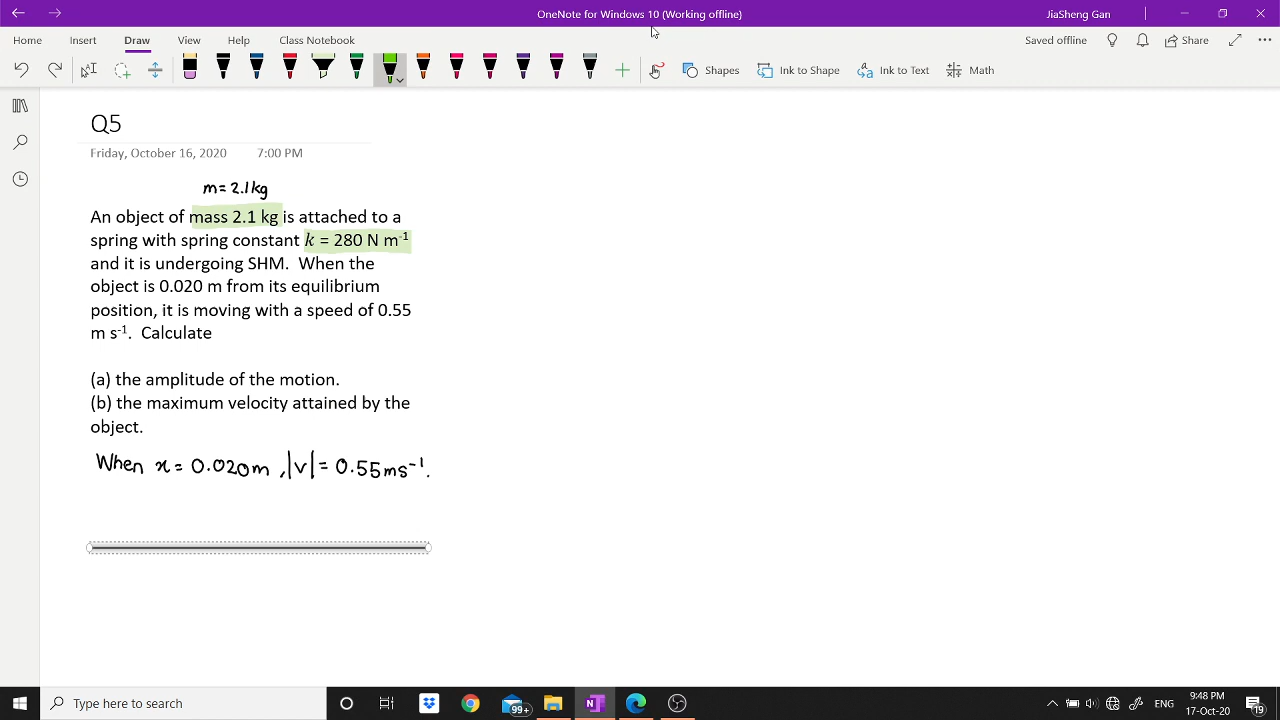 OneNote for Windows 10 (Working offline)
JiaSheng Gan
Home Insert Draw View Help Class Notebook
Saved offline Share
Shapes Ink to Shape Ink to Text Math
Q5
Friday, October 16, 2020 7:00 PM
m = 2.1 kg
An object of mass 2.1 kg is attached to a
spring with spring constant k = 280 N m⁻¹
and it is undergoing SHM. When the
object is 0.020 m from its equilibrium
position, it is moving with a speed of 0.55
m s⁻¹. Calculate
(a) the amplitude of the motion.
(b) the maximum velocity attained by the
object.
When x = 0.020m , |v| = 0.55 ms⁻¹.
Type here to search
99+
ENG
9:48 PM
17-Oct-20
19